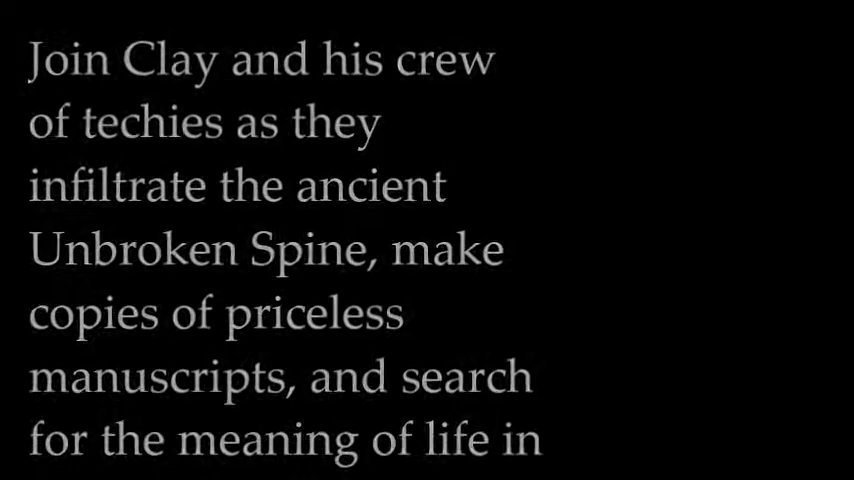 Join Clay and his crew
of techies as they
infiltrate the ancient
Unbroken Spine, make
copies of priceless
manuscripts, and search
for the meaning of life in